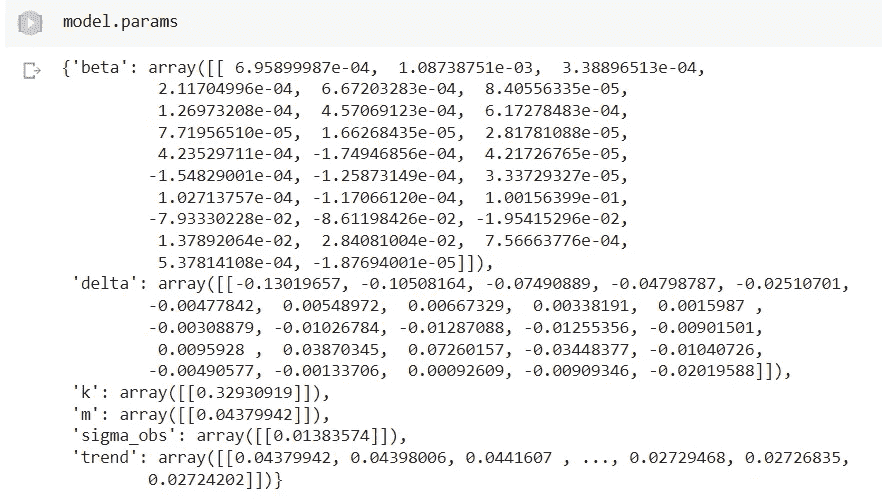 model.params
{'beta': array([[ 6.95899987e-04,  1.08738751e-03,  3.38896513e-04,
2.11704996e-04,  6.67203283e-04,  8.40556335e-05,
1.26973208e-04,  4.57069123e-04,  6.17278483e-04,
7.71956510e-05,  1.66268435e-05,  2.81781088e-05,
4.23529711e-04, -1.74946856e-04,  4.21726765e-05,
-1.54829001e-04, -1.25873149e-04,  3.33729327e-05,
1.02713757e-04, -1.17066120e-04,  1.00156399e-01,
-7.93330228e-02, -8.61198426e-02, -1.95415296e-02,
1.37892064e-02,  2.84081004e-02,  7.56663776e-04,
5.37814108e-04, -1.87694001e-05]]),
'delta': array([[-0.13019657, -0.10508164, -0.07490889, -0.04798787, -0.02510701,
-0.00477842,  0.00548972,  0.00667329,  0.00338191,  0.0015987 ,
-0.00308879, -0.01026784, -0.01287088, -0.01255356, -0.00901501,
0.0095928 ,  0.03870345,  0.07260157, -0.03448377, -0.01040726,
-0.00490577, -0.00133706,  0.00092609, -0.00909346, -0.02019588]]),
'k': array([[0.32930919]]),
'm': array([[0.04379942]]),
'sigma_obs': array([[0.01383574]]),
'trend': array([[0.04379942, 0.04398006, 0.0441607 , ..., 0.02729468, 0.02726835,
0.02724202]])}